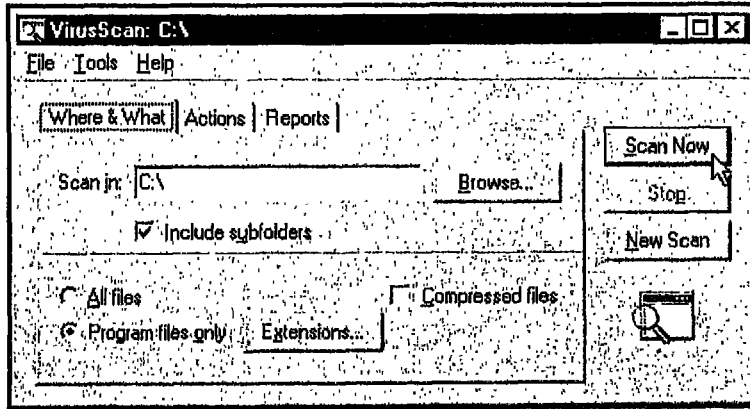 VirusScan: C:\
File Tools Help
Where & What Actions Reports
Scan in: C:\ Browse...
Include subfolders
All files
Program files only Extensions...
Compressed files
Scan Now
Stop
New Scan